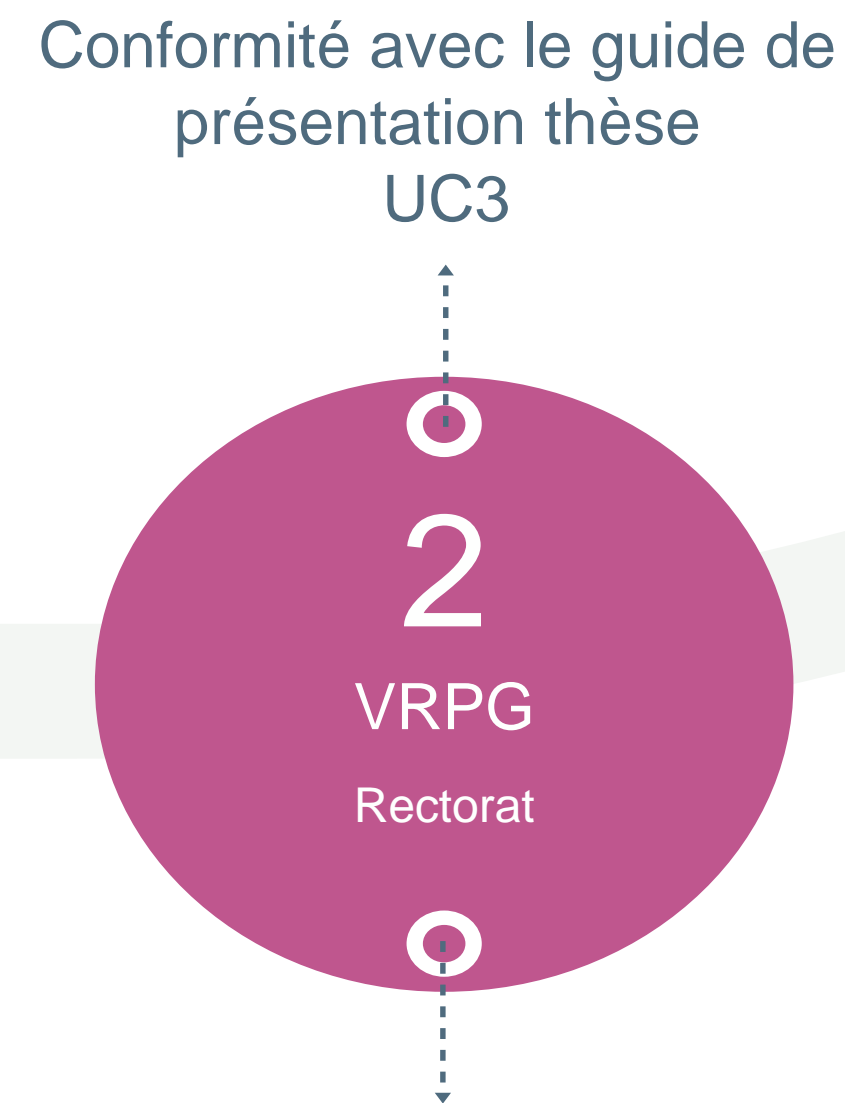 Conformité avec le guide de
présentation thèse
UC3
2
VRPG
Rectorat